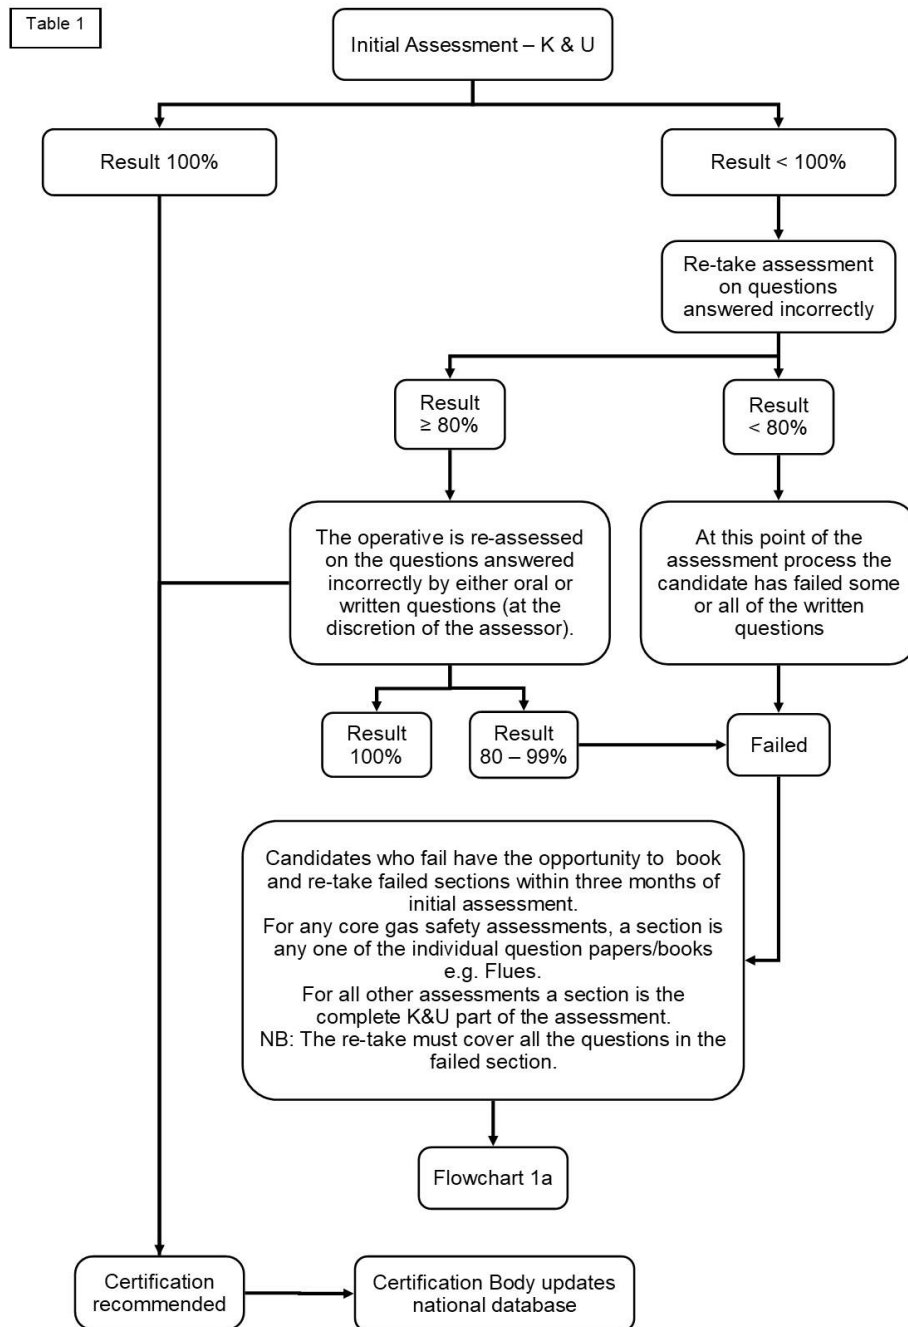 Table 1
Initial Assessment – K & U
Result 100%
Result < 100%
Re-take assessment
on questions
answered incorrectly
Result
≥ 80%
Result
< 80%
The operative is re-assessed
on the questions answered
incorrectly by either oral or
written questions (at the
discretion of the assessor).
At this point of the
assessment process the
candidate has failed some
or all of the written
questions
Result
100%
Result
80 – 99%
Failed
Candidates who fail have the opportunity to book
and re-take failed sections within three months of
initial assessment.
For any core gas safety assessments, a section is
any one of the individual question papers/books
e.g. Flues.
For all other assessments a section is the
complete K&U part of the assessment.
NB: The re-take must cover all the questions in the
failed section.
Flowchart 1a
Certification
recommended
Certification Body updates
national database